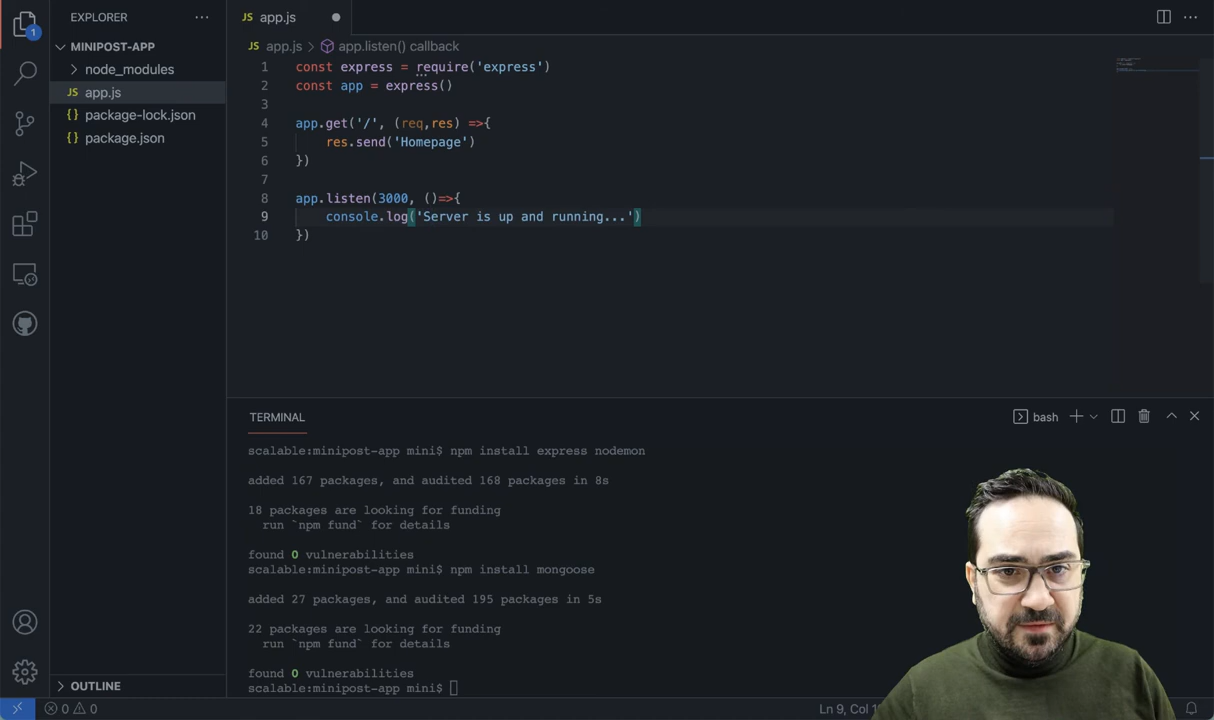 EXPLORER
JS app.js
1
MINIPOST-APP
node_modules
JS app.js
{} package-lock.json
{} package.json
OUTLINE
JS app.js > app.listen() callback
1 const express = require('express')
2 const app = express()
3
4 app.get('/', (req,res) =>{
5 res.send('Homepage')
6 })
7
8 app.listen(3000, ()=>{
9 console.log('Server is up and running...')
10 })
TERMINAL
bash
scalable:minipost-app mini$ npm install express nodemon
added 167 packages, and audited 168 packages in 8s
18 packages are looking for funding
run `npm fund` for details
found 0 vulnerabilities
scalable:minipost-app mini$ npm install mongoose
added 27 packages, and audited 195 packages in 5s
22 packages are looking for funding
run `npm fund` for details
found 0 vulnerabilities
scalable:minipost-app mini$
0 0
Ln 9, Col